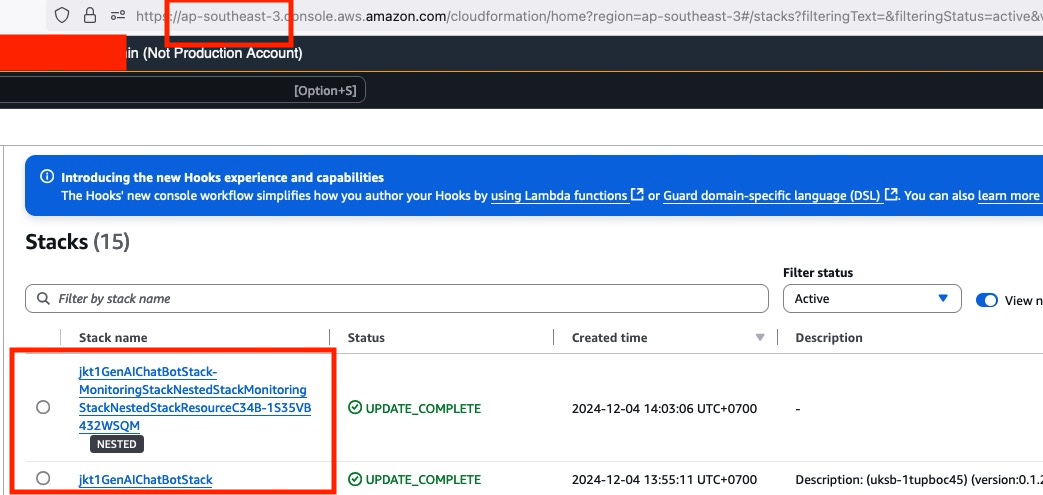 https://ap-southeast-3.console.aws.amazon.com/cloudformation/home?region=ap-southeast-3#/stacks?filteringText=&filteringStatus=active&v
in (Not Production Account)
[Option+S]
Introducing the new Hooks experience and capabilities
The Hooks' new console workflow simplifies how you author your Hooks by using Lambda functions or Guard domain-specific language (DSL). You can also learn more
Stacks (15)
Filter status
Filter by stack name
Active
View n
Stack name Status Created time Description
jkt1GenAIChatBotStack-
MonitoringStackNestedStackMonitoring
StackNestedStackResourceC34B-1S35VB
432WSQM
NESTED
UPDATE_COMPLETE
2024-12-04 14:03:06 UTC+0700
-
jkt1GenAIChatBotStack
UPDATE_COMPLETE
2024-12-04 13:55:11 UTC+0700
Description: (uksb-1tupboc45) (version:0.1.2